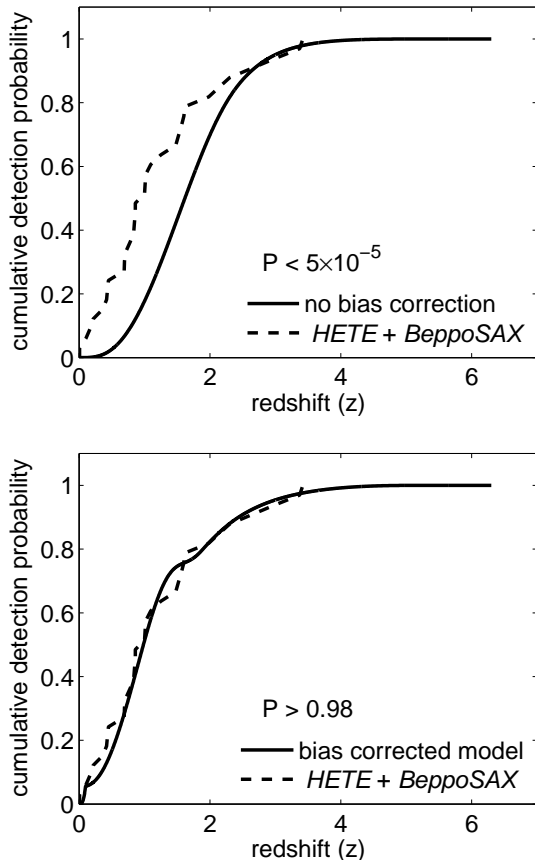 cumulative detection probability
1
0.8
0.6
0.4
0.2
0
P < 5×10⁻⁵
no bias correction
HETE + BeppoSAX
0 2 4 6
redshift (z)
cumulative detection probability
1
0.8
0.6
0.4
0.2
0
P > 0.98
bias corrected model
HETE + BeppoSAX
0 2 4 6
redshift (z)